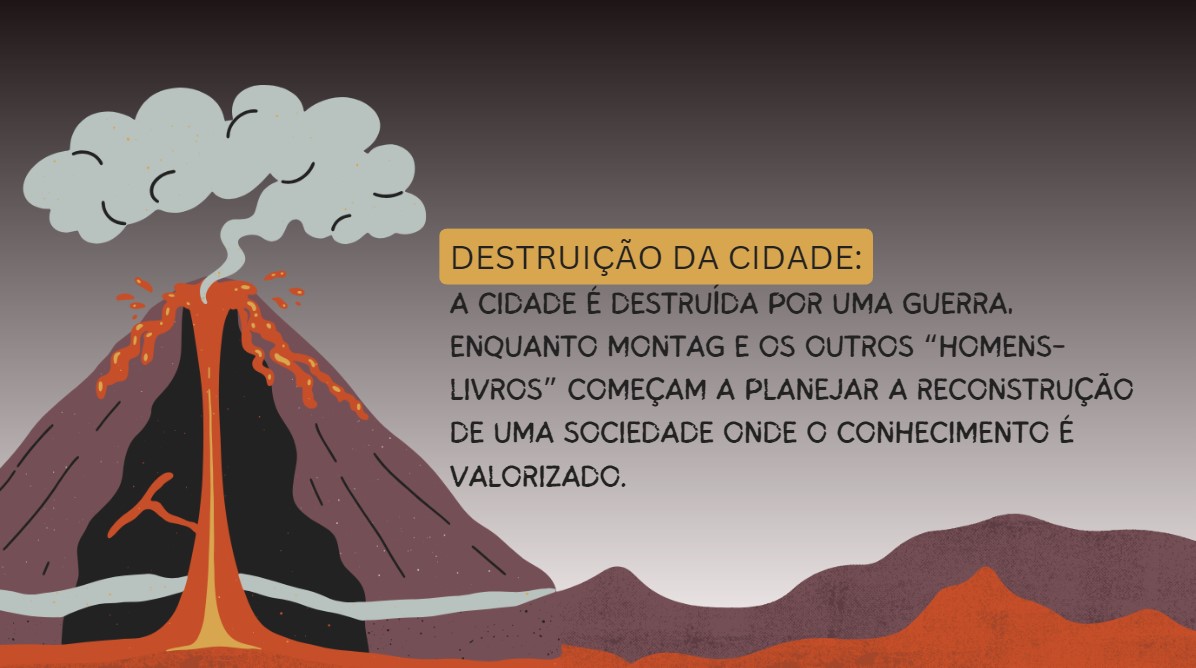 DESTRUIÇÃO DA CIDADE:
A CIDADE É DESTRUÍDA POR UMA GUERRA,
ENQUANTO MONTAG E OS OUTROS “HOMENS-
LIVROS” COMEÇAM A PLANEJAR A RECONSTRUÇÃO
DE UMA SOCIEDADE ONDE O CONHECIMENTO É
VALORIZADO.